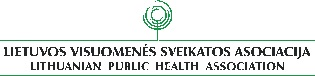 LIETUVOS VISUOMENĖS SVEIKATOS ASOCIACIJA
LITHUANIAN PUBLIC HEALTH ASSOCIATION